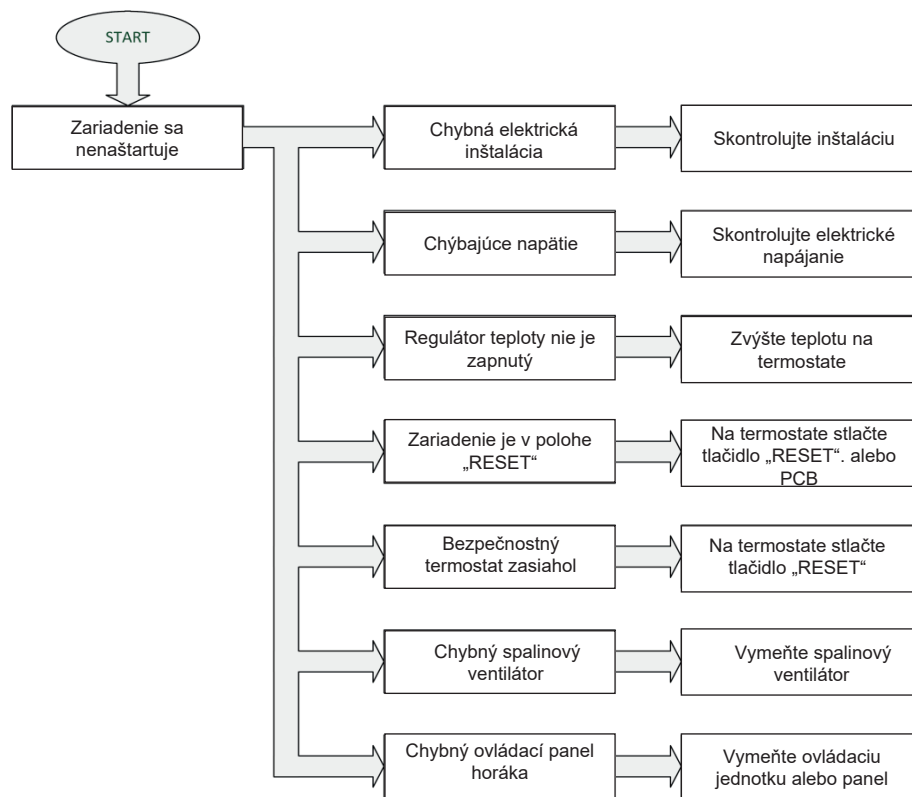 START
Zariadenie sa
nenaštartuje
Chybná elektrická
inštalácia
Skontrolujte inštaláciu
Chýbajúce napätie
Skontrolujte elektrické
napájanie
Regulátor teploty nie je
zapnutý
Zvýšte teplotu na
termostate
Zariadenie je v polohe
„RESET“
Na termostate stlačte
tlačidlo „RESET“. alebo
PCB
Bezpečnostný
termostat zasiahol
Na termostate stlačte
tlačidlo „RESET“
Chybný spalinový
ventilátor
Vymeňte spalinový
ventilátor
Chybný ovládací panel
horáka
Vymeňte ovládaciu
jednotku alebo panel